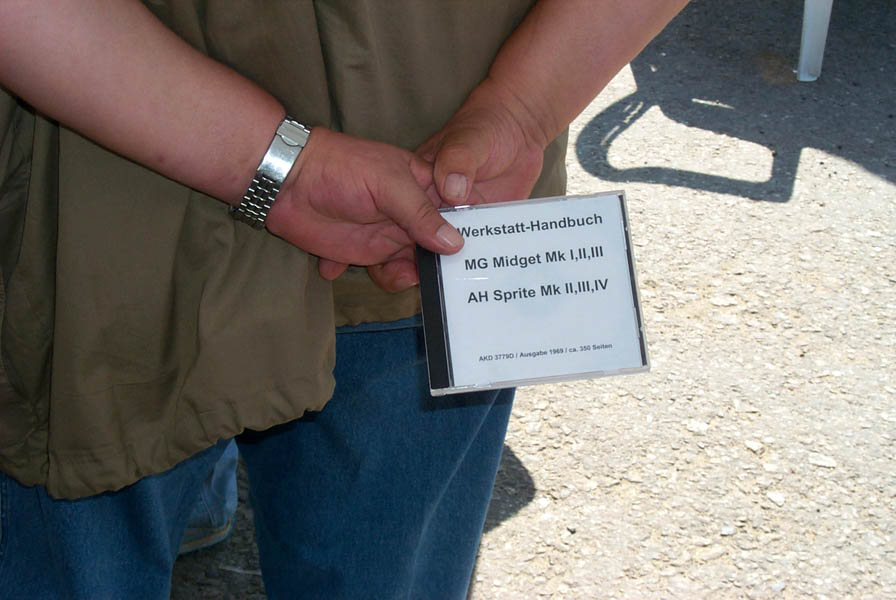 Werkstatt-Handbuch
MG Midget Mk I,II,III
AH Sprite Mk II,III,IV
AKD 3779D / Ausgabe 1969 / ca. 350 Seiten